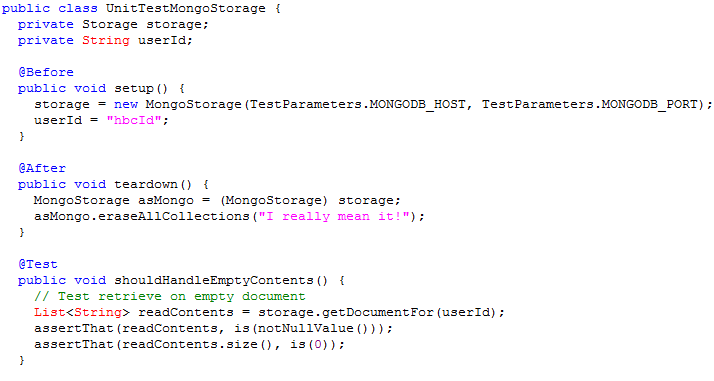 public class UnitTestMongoStorage {
  private Storage storage;
  private String userId;

  @Before
  public void setup() {
    storage = new MongoStorage(TestParameters.MONGODB_HOST, TestParameters.MONGODB_PORT);
    userId = "hbcId";
  }

  @After
  public void teardown() {
    MongoStorage asMongo = (MongoStorage) storage;
    asMongo.eraseAllCollections("I really mean it!");
  }

  @Test
  public void shouldHandleEmptyContents() {
    // Test retrieve on empty document
    List<String> readContents = storage.getDocumentFor(userId);
    assertThat(readContents, is(notNullValue()));
    assertThat(readContents.size(), is(0));
  }